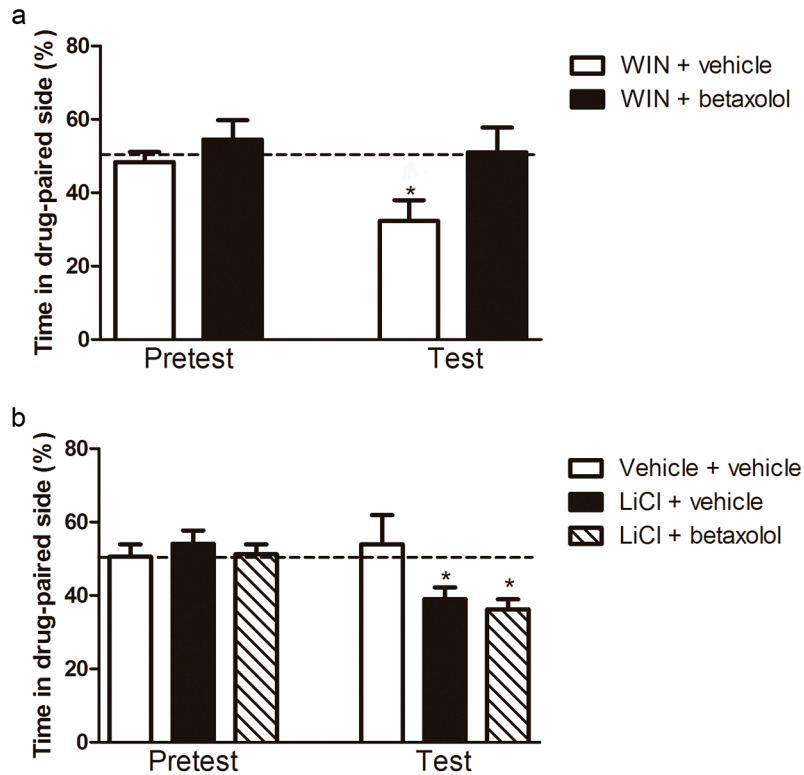 a
Time in drug-paired side (%)
80
60
40
20
0
*
Pretest
Test
WIN + vehicle
WIN + betaxolol
b
Time in drug-paired side (%)
80
60
40
20
0
*
*
Pretest
Test
Vehicle + vehicle
LiCl + vehicle
LiCl + betaxolol